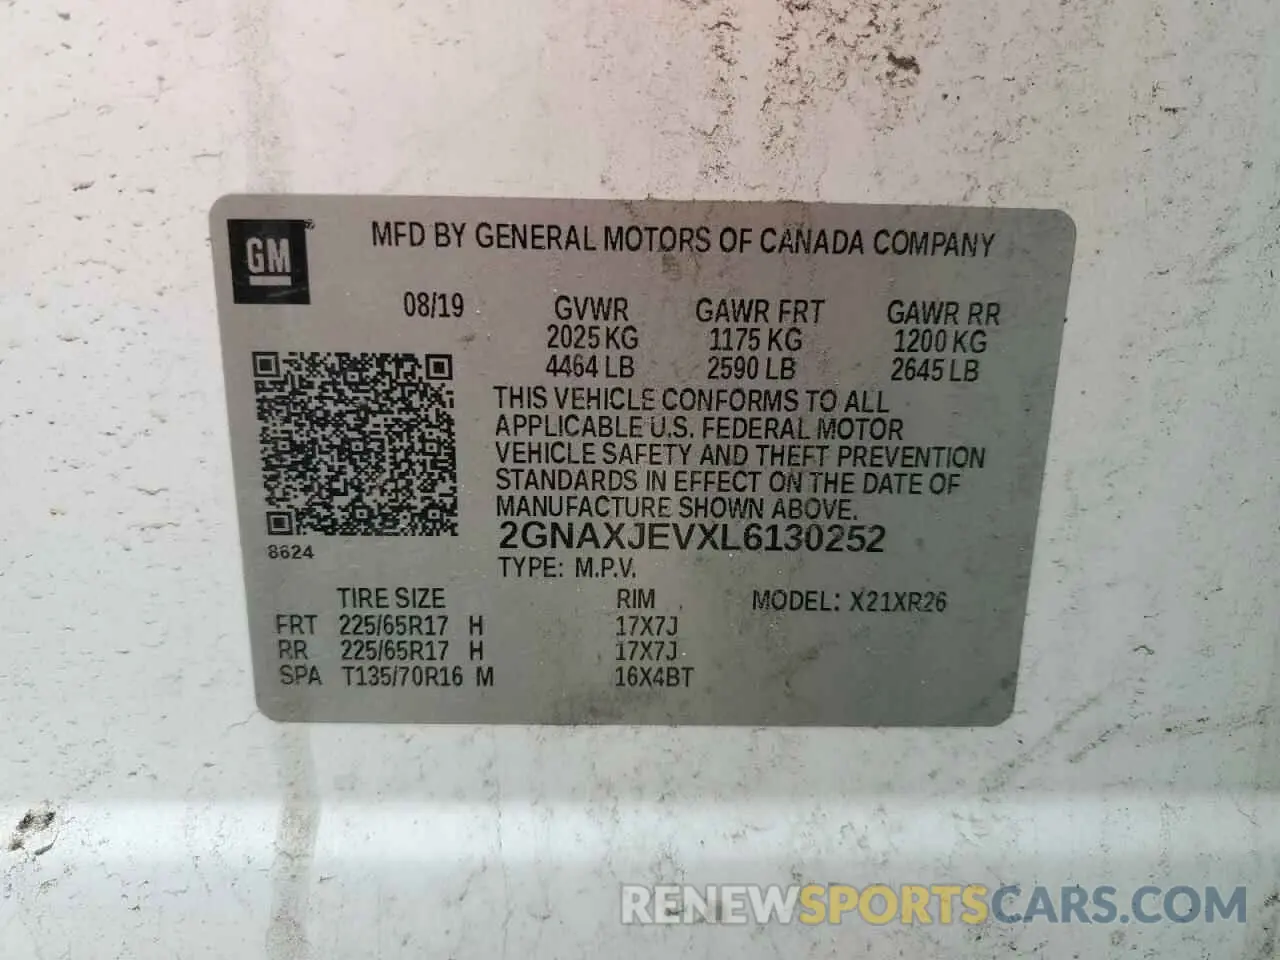 GM®
MFD BY GENERAL MOTORS OF CANADA COMPANY
08/19 GVWR GAWR FRT GAWR RR
2025 KG 1175 KG 1200 KG
4464 LB 2590 LB 2645 LB
THIS VEHICLE CONFORMS TO ALL
APPLICABLE U.S. FEDERAL MOTOR
VEHICLE SAFETY AND THEFT PREVENTION
STANDARDS IN EFFECT ON THE DATE OF
MANUFACTURE SHOWN ABOVE.
2GNAXJEVXL6130252
8624
TYPE: M.P.V.
TIRE SIZE RIM MODEL: X21XR26
FRT 225/65R17 H 17X7J
RR 225/65R17 H 17X7J
SPA T135/70R16 M 16X4BT
RENEWSPORTSCARS.COM